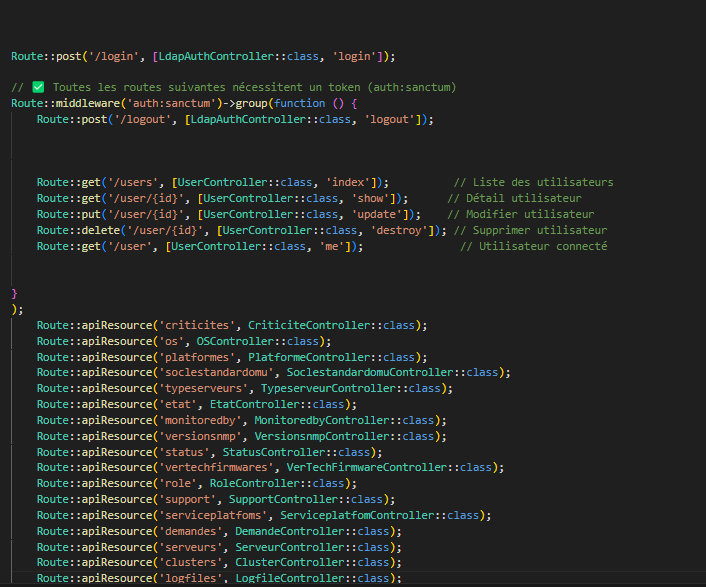 Route::post('/login', [LdapAuthController::class, 'login']);
// ✅ Toutes les routes suivantes nécessitent un token (auth:sanctum)
Route::middleware('auth:sanctum')->group(function () {
Route::post('/logout', [LdapAuthController::class, 'logout']);
Route::get('/users', [UserController::class, 'index']); // Liste des utilisateurs
Route::get('/user/{id}', [UserController::class, 'show']); // Détail utilisateur
Route::put('/user/{id}', [UserController::class, 'update']); // Modifier utilisateur
Route::delete('/user/{id}', [UserController::class, 'destroy']); // Supprimer utilisateur
Route::get('/user', [UserController::class, 'me']); // Utilisateur connecté
}
);
Route::apiResource('criticites', CriticiteController::class);
Route::apiResource('os', OSController::class);
Route::apiResource('platformes', PlatformeController::class);
Route::apiResource('soclestandardomu', SoclestandardomuController::class);
Route::apiResource('typeserveurs', TypeserveurController::class);
Route::apiResource('etat', EtatController::class);
Route::apiResource('monitoredby', MonitoredbyController::class);
Route::apiResource('versionsnmp', VersionsnmpController::class);
Route::apiResource('status', StatusController::class);
Route::apiResource('vertechfirmwares', VerTechFirmwareController::class);
Route::apiResource('role', RoleController::class);
Route::apiResource('support', SupportController::class);
Route::apiResource('serviceplatfoms', ServiceplatfomController::class);
Route::apiResource('demandes', DemandeController::class);
Route::apiResource('serveurs', ServeurController::class);
Route::apiResource('clusters', ClusterController::class);
Route::apiResource('logfiles', LogfileController::class);